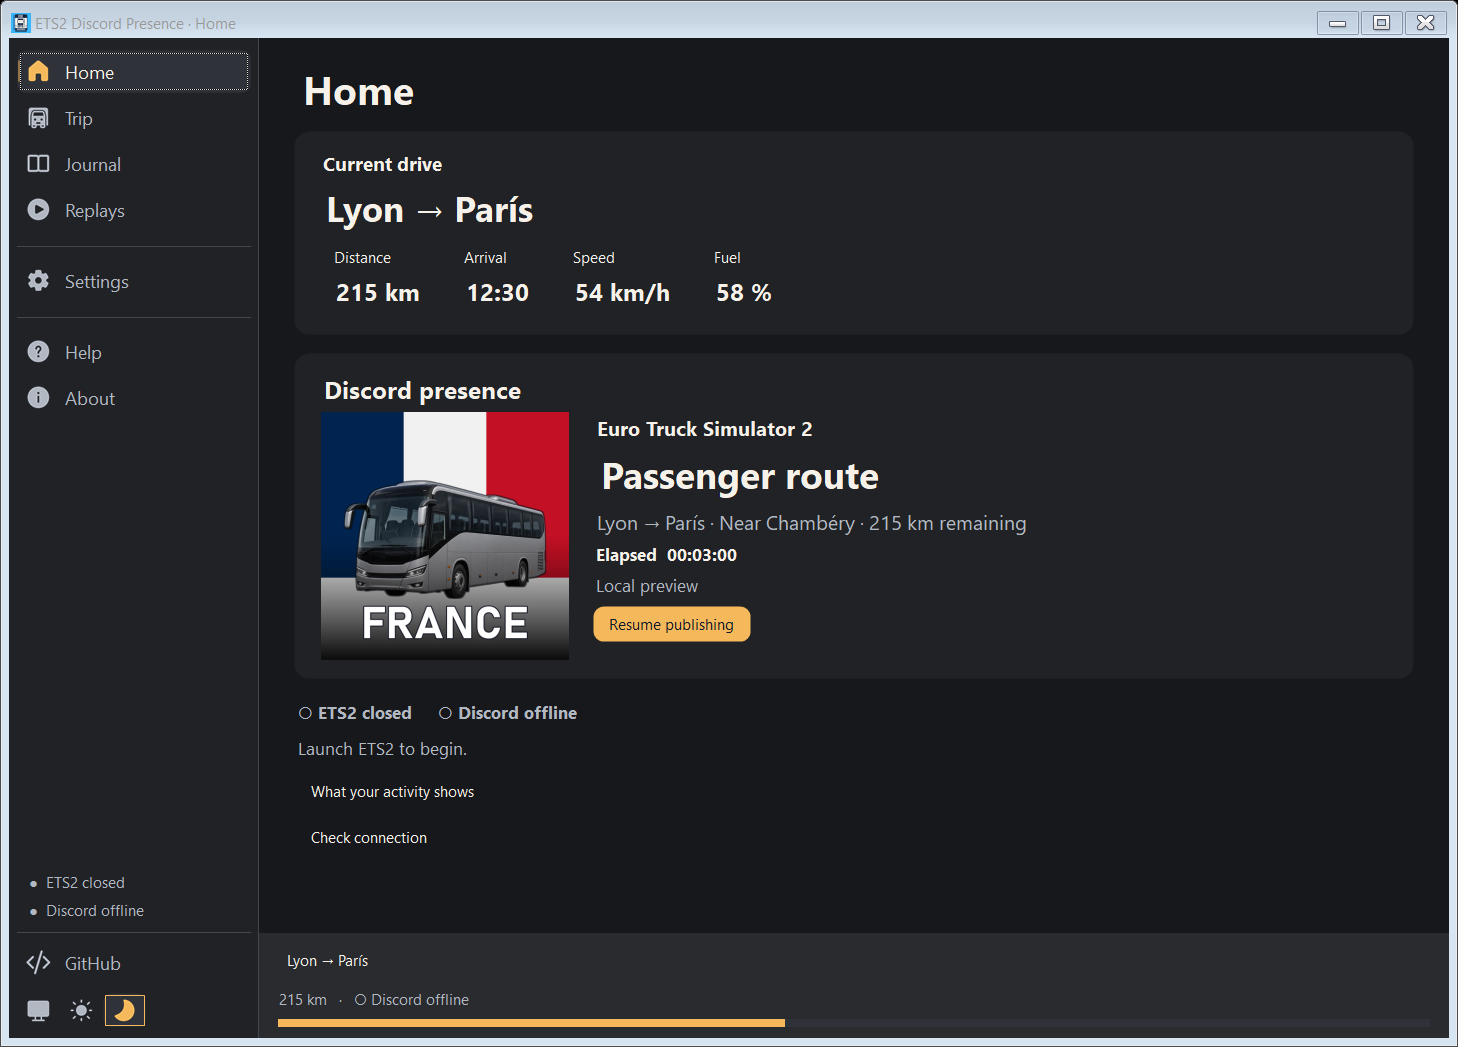 ETS2 Discord Presence · Home
Home
Trip
Journal
Replays
Settings
Help
About
ETS2 closed
Discord offline
GitHub
Home
Current drive
Lyon → París
Distance Arrival Speed Fuel
215 km 12:30 54 km/h 58 %
Discord presence
FRANCE
Euro Truck Simulator 2
Passenger route
Lyon → París · Near Chambéry · 215 km remaining
Elapsed 00:03:00
Local preview
Resume publishing
ETS2 closed Discord offline
Launch ETS2 to begin.
What your activity shows
Check connection
Lyon → París
215 km · Discord offline